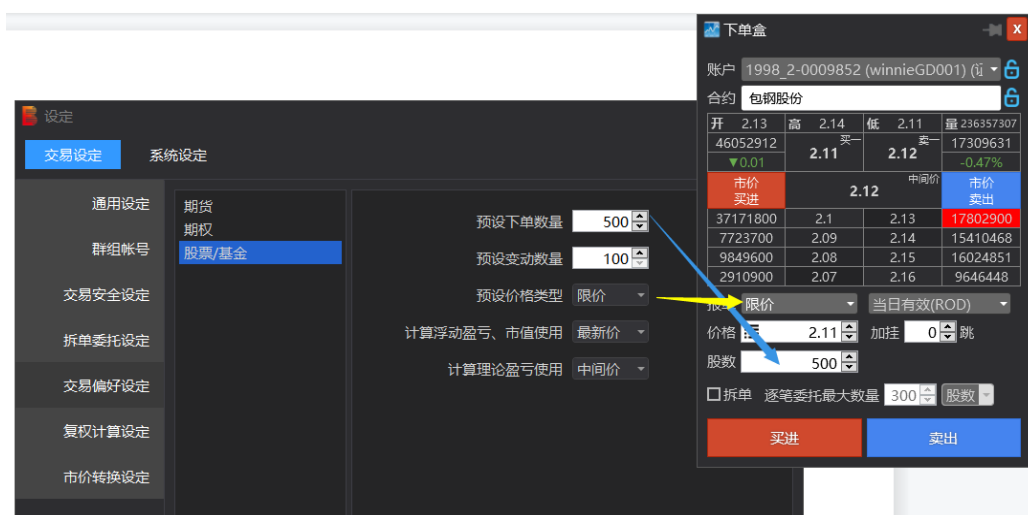 设定
交易设定 系统设定
通用设定
群组帐号
交易安全设定
拆单委托设定
交易偏好设定
复权计算设定
市价转换设定
期货
期权
股票/基金
预设下单数量 500
预设变动数量 100
预设价格类型 限价
计算浮动盈亏、市值使用 最新价
计算理论盈亏使用 中间价
下单盒 X
账户 1998_2-0009852 (winnieGD001) (
合约 包钢股份
开 2.13 高 2.14 低 2.11 量 236357307
46052912 2.11 买一 2.12 卖一 17309631
▼0.01 -0.47%
市价买进 2.12 中间价 市价卖出
37171800 2.1 2.13 17802900
7723700 2.09 2.14 15410468
9849600 2.08 2.15 16024851
2910900 2.07 2.16 9646448
限价 当日有效(ROD)
价格 2.11 加挂 0 跳
股数 500
拆单 逐笔委托最大数量 300 股数
买进 卖出